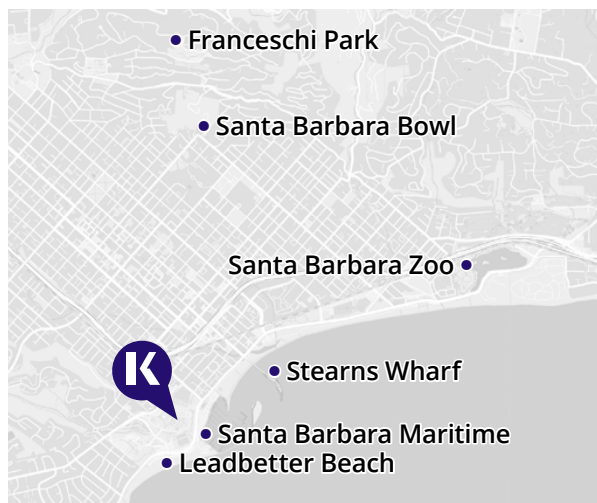 Franceschi Park
Santa Barbara Bowl
Santa Barbara Zoo
K
Stearns Wharf
Santa Barbara Maritime
Leadbetter Beach